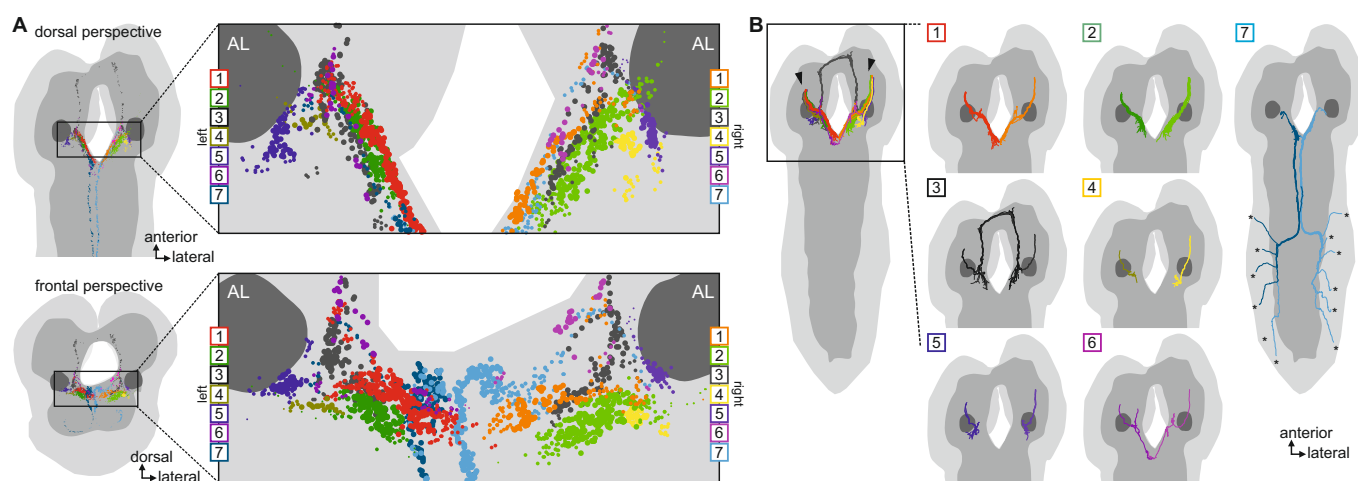 A
dorsal perspective
anterior
lateral
AL
AL
left
1
2
3
4
5
6
7
right
1
2
3
4
5
6
7
frontal perspective
dorsal
lateral
AL
AL
left
1
2
3
4
5
6
7
right
1
2
3
4
5
6
7
B
1
2
7
3
4
5
6
* *
* *
* *
* *
* *
* *
anterior
lateral